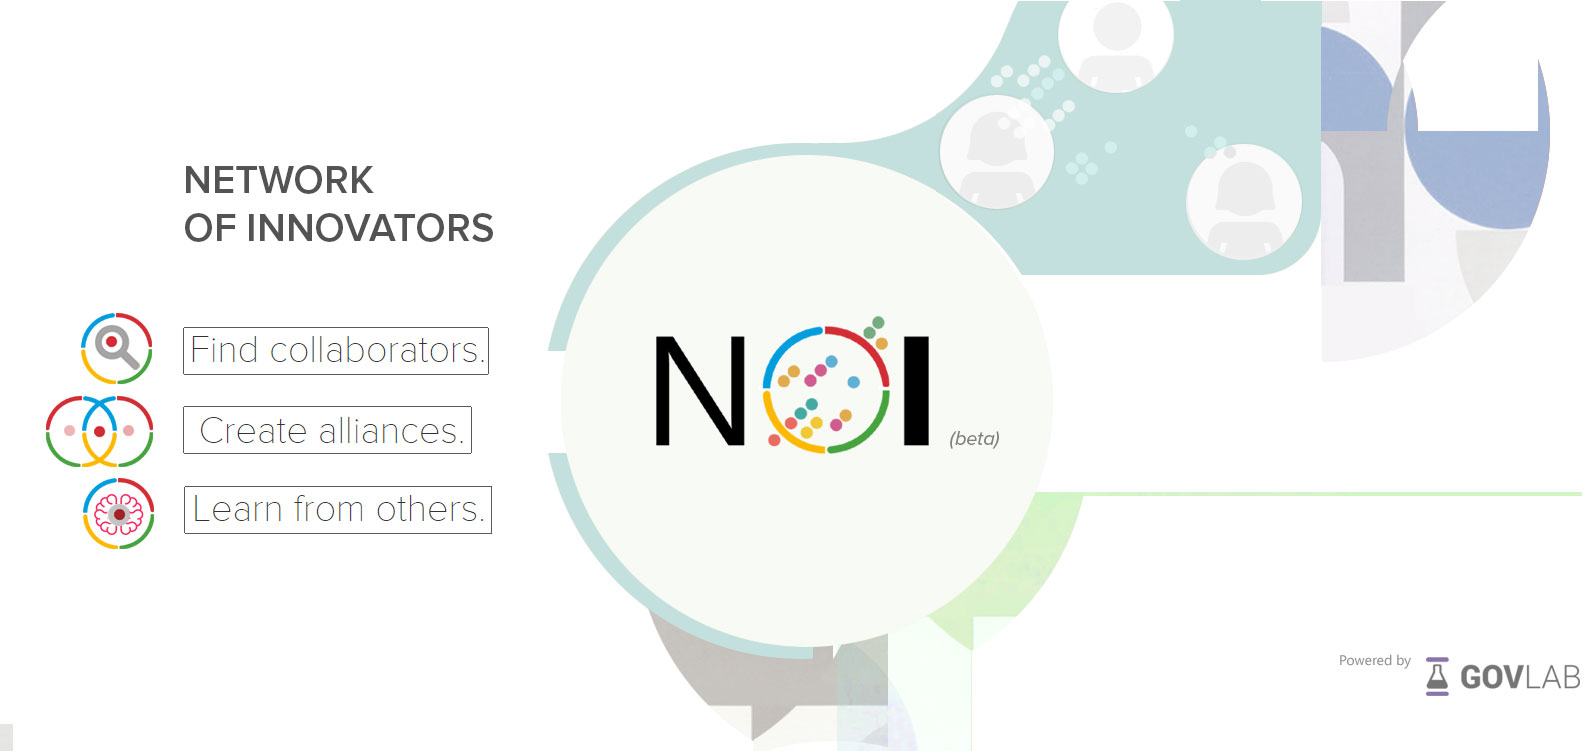 NETWORK
OF INNOVATORS
Find collaborators.
Create alliances.
Learn from others.
NOI
(beta)
Powered by
GOVLAB